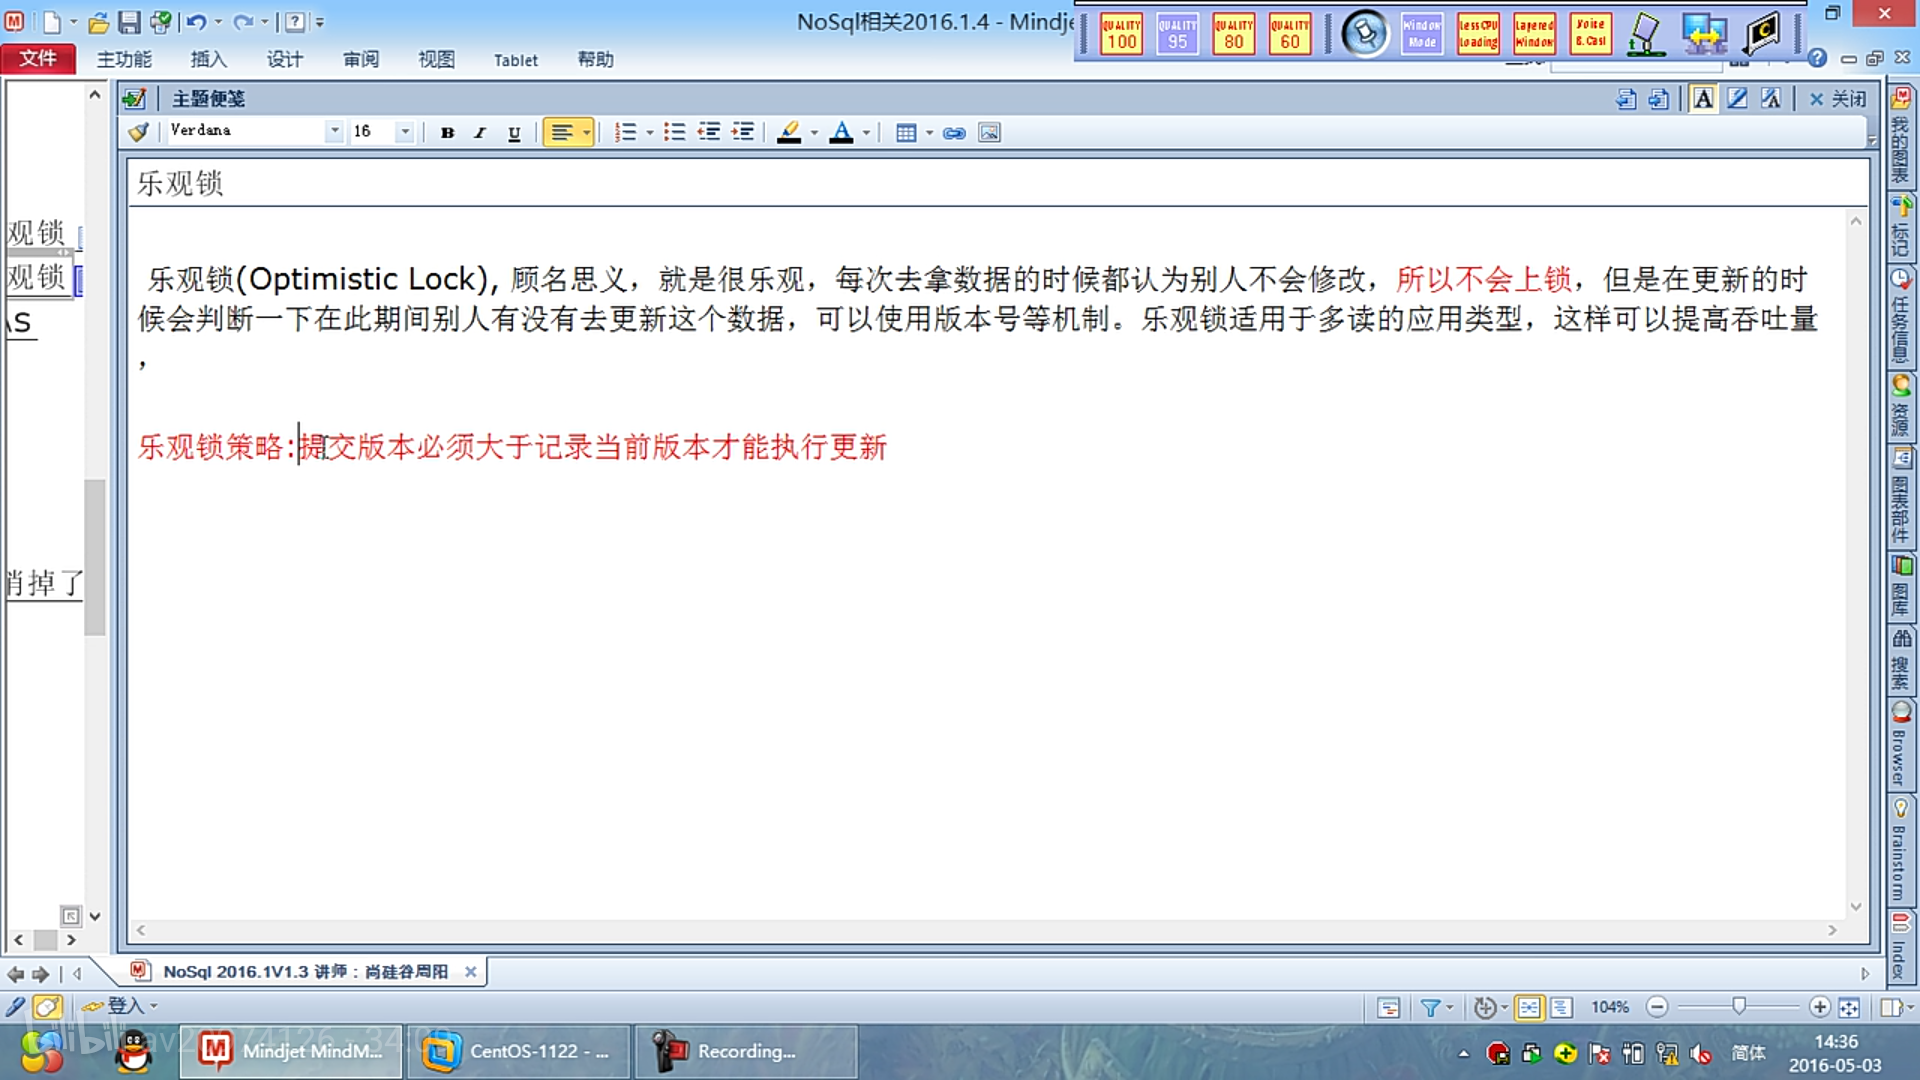 NoSql相关2016.1.4 - Mindje
QUALITY 100
QUALITY 95
QUALITY 80
QUALITY 60
Window Mode
LessCPU Loading
Layered Window
Voice B.Cast
文件 主功能 插入 设计 审阅 视图 Tablet 帮助
主题便笺
关闭
Verdana 16 B I U
乐观锁
观锁
观锁
AS
肖掉了
乐观锁(Optimistic Lock), 顾名思义，就是很乐观，每次去拿数据的时候都认为别人不会修改，所以不会上锁，但是在更新的时
候会判断一下在此期间别人有没有去更新这个数据，可以使用版本号等机制。乐观锁适用于多读的应用类型，这样可以提高吞吐量
，
乐观锁策略:提交版本必须大于记录当前版本才能执行更新
我的图表
标记
任务信息
资源
图表部件
图库
搜索
Browser
Brainstorm
Index
NoSql 2016.1V1.3 讲师：尚硅谷周阳
登入
104%
Mindjet MindM...
CentOS-1122 - ...
Recording...
简体
14:36
2016-05-03